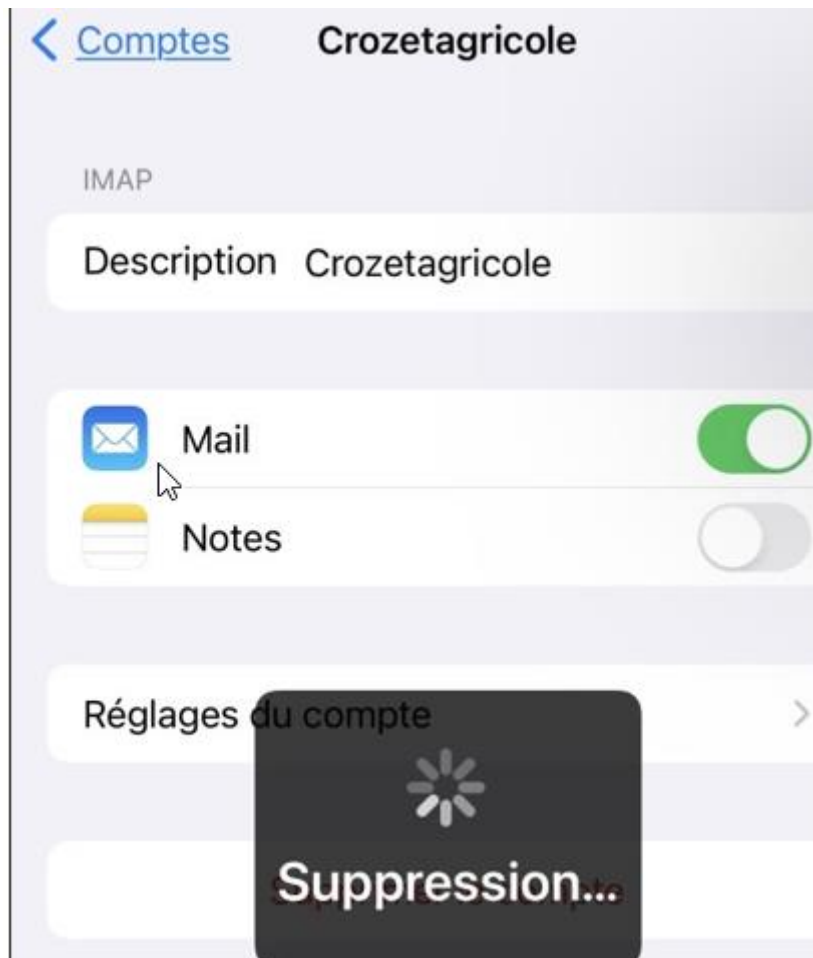 Comptes Crozetagricole
IMAP
Description Crozetagricole
Mail
Notes
Réglages du compte
Suppression...